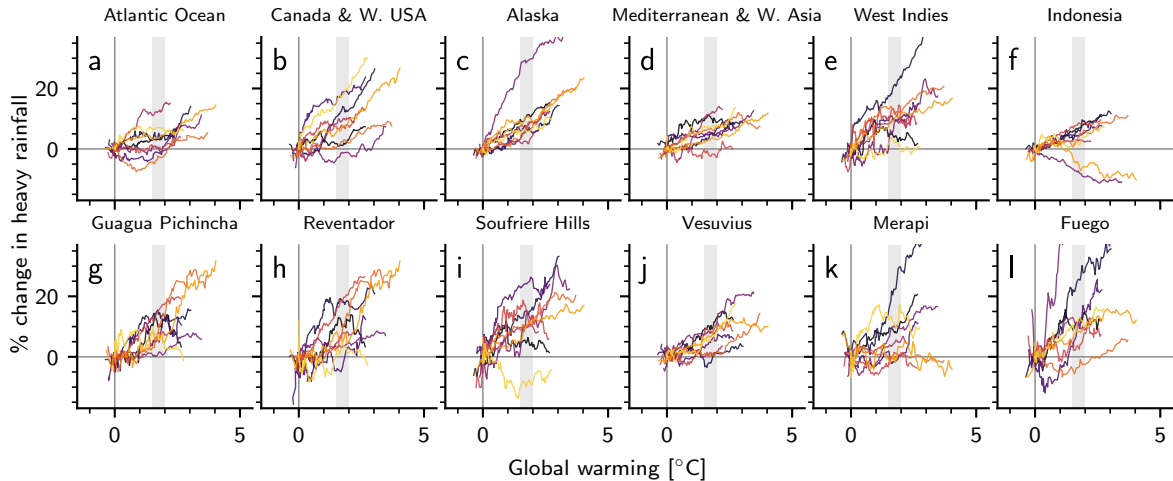 Atlantic Ocean Canada & W. USA Alaska Mediterranean & W. Asia West Indies Indonesia
a b c d e f
20
0
Guagua Pichincha Reventador Soufriere Hills Vesuvius Merapi Fuego
g h i j k l
20
0
0 5 0 5 0 5 0 5 0 5 0 5
% change in heavy rainfall
Global warming [°C]